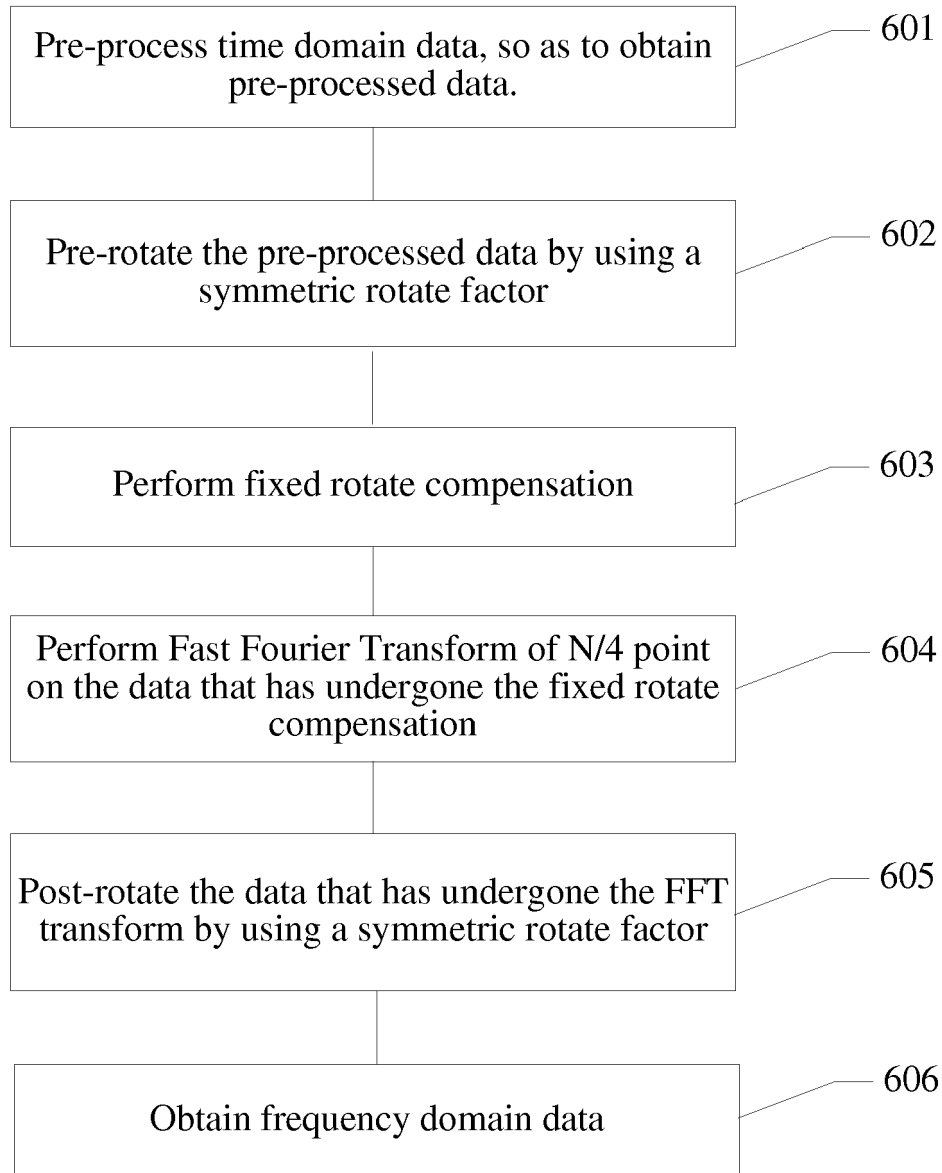 Pre-process time domain data, so as to obtain
pre-processed data.
601
Pre-rotate the pre-processed data by using a
symmetric rotate factor
602
Perform fixed rotate compensation
603
Perform Fast Fourier Transform of N/4 point
on the data that has undergone the fixed rotate
compensation
604
Post-rotate the data that has undergone the FFT
transform by using a symmetric rotate factor
605
Obtain frequency domain data
606